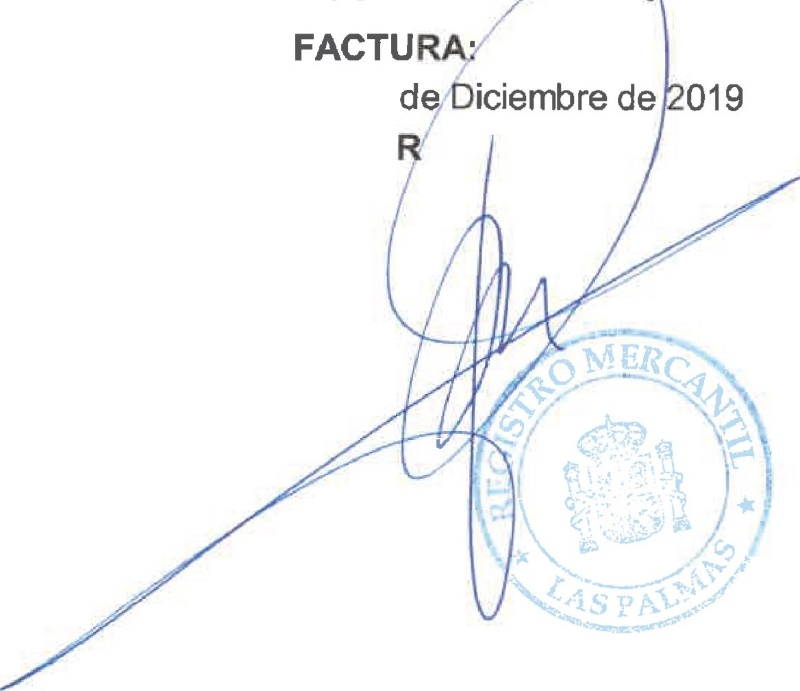 FACTURA:
de Diciembre de 2019
R
REGISTRO MERCANTIL
LAS PALMAS